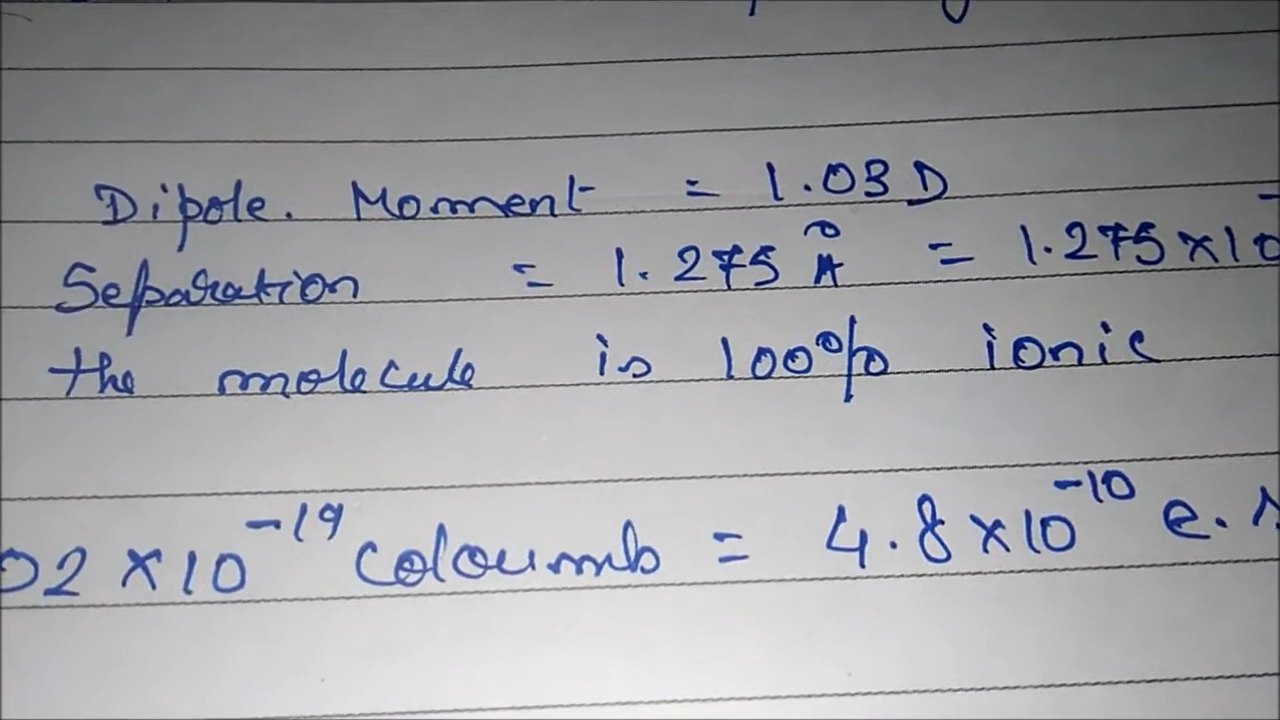 Dipole. Moment = 1.03 D
Separation = 1.275 Å = 1.275 × 10⁻
the molecule is 100% ionic
02 × 10⁻¹⁹ Coloumb = 4.8 × 10⁻¹⁰ e.s